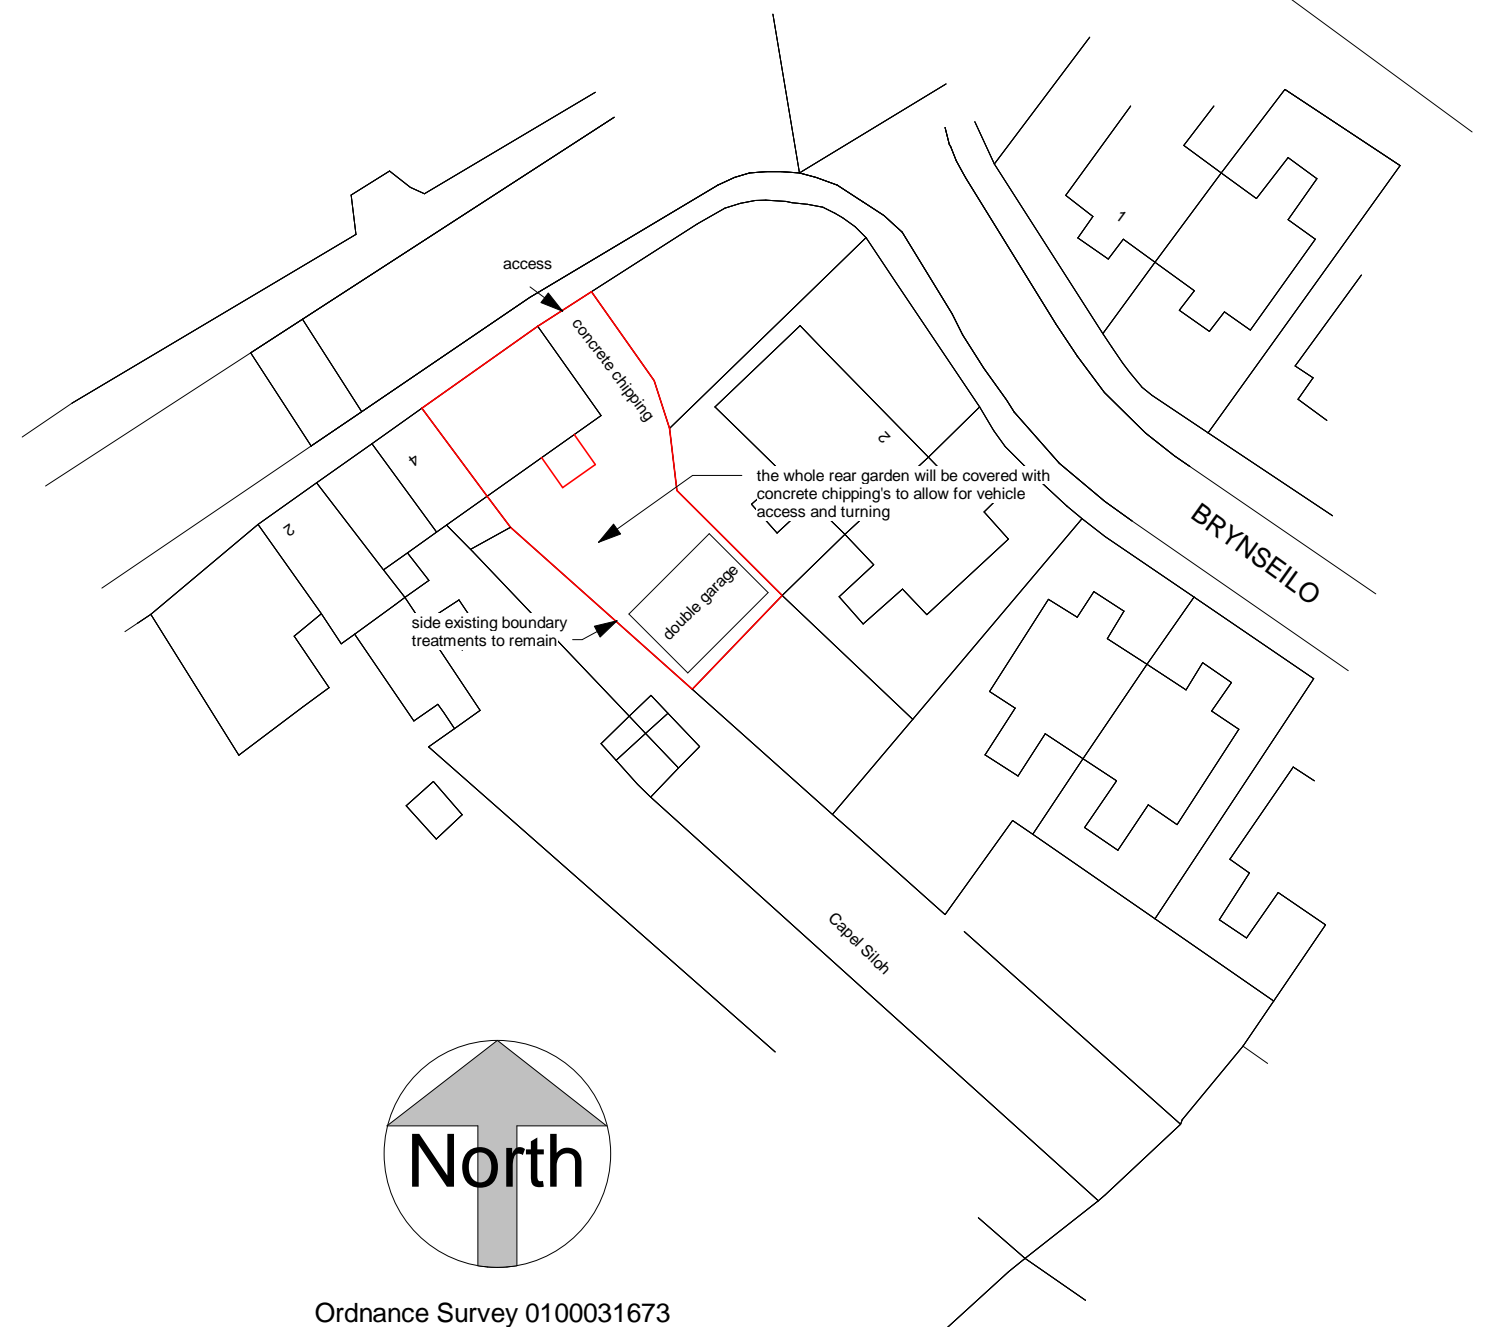 1
access
concrete chipping
2
4
the whole rear garden will be covered with
concrete chipping's to allow for vehicle
access and turning
BRYNSEILO
2
double garage
side existing boundary
treatments to remain
Capel Siloh
North
Ordnance Survey 0100031673